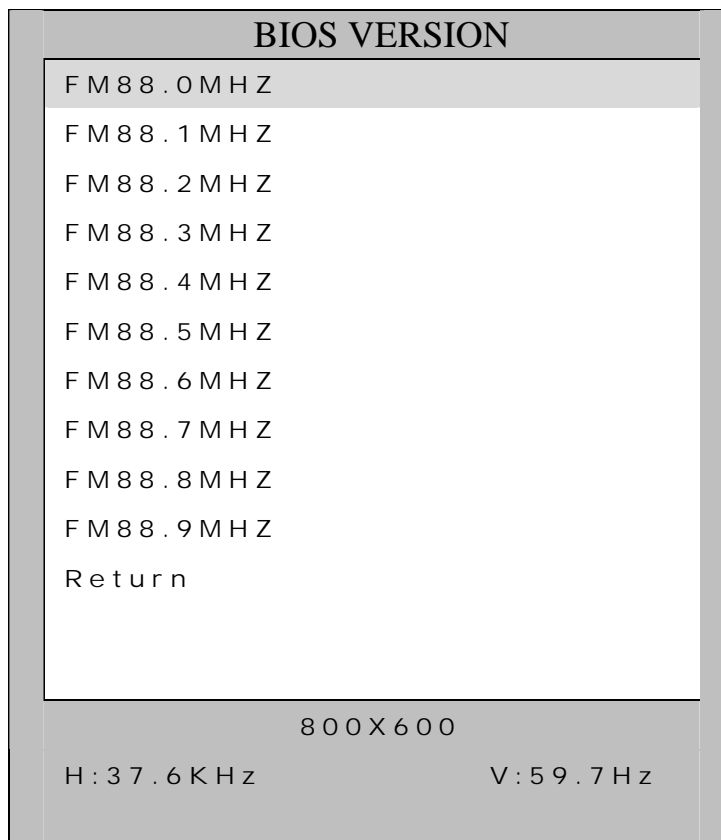 BIOS VERSION
FM88.0MHZ
FM88.1MHZ
FM88.2MHZ
FM88.3MHZ
FM88.4MHZ
FM88.5MHZ
FM88.6MHZ
FM88.7MHZ
FM88.8MHZ
FM88.9MHZ
Return
800X600
H:37.6KHz V:59.7Hz